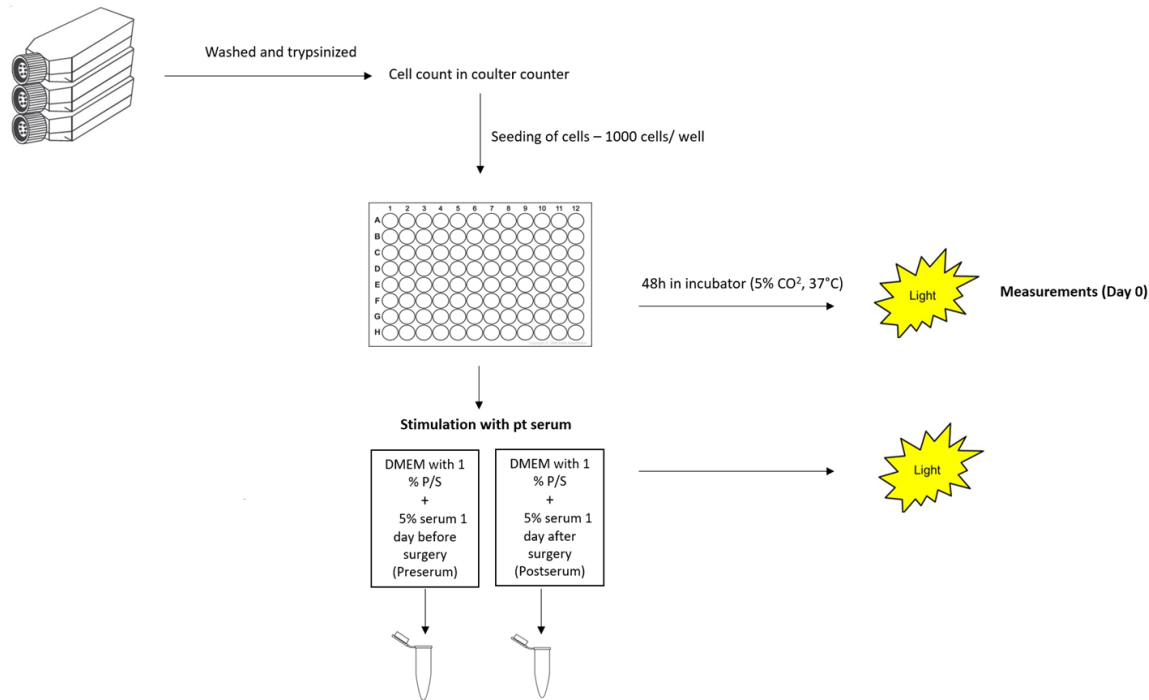 Washed and trypsinized
Cell count in coulter counter
Seeding of cells – 1000 cells/ well
1 2 3 4 5 6 7 8 9 10 11 12
A
B
C
D
E
F
G
H
48h in incubator (5% CO², 37°C)
Light
Measurements (Day 0)
Stimulation with pt serum
DMEM with 1
% P/S
+
5% serum 1
day before
surgery
(Preserum)
DMEM with 1
% P/S
+
5% serum 1
day after
surgery
(Postserum)
Light